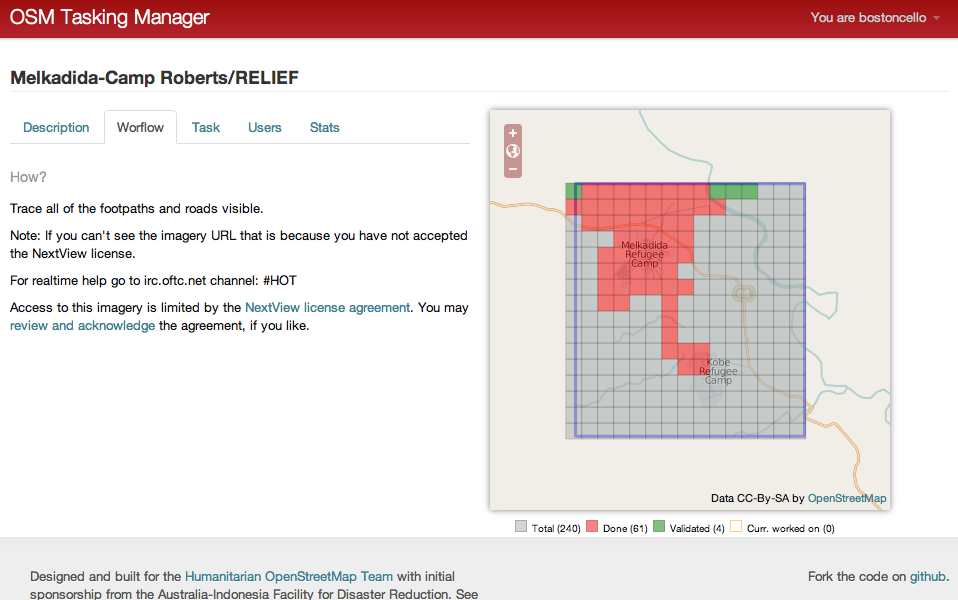 OSM Tasking Manager
You are bostoncello
Melkadida-Camp Roberts/RELIEF
Description Worflow Task Users Stats
How?
Trace all of the footpaths and roads visible.
Note: If you can't see the imagery URL that is because you have not accepted
the NextView license.
For realtime help go to irc.oftc.net channel: #HOT
Access to this imagery is limited by the NextView license agreement. You may
review and acknowledge the agreement, if you like.
+
−
Melkadida
Refugee
Camp
Kobe
Refugee
Camp
Data CC-By-SA by OpenStreetMap
Total (240) Done (61) Validated (4) Curr. worked on (0)
Designed and built for the Humanitarian OpenStreetMap Team with initial
sponsorship from the Australia-Indonesia Facility for Disaster Reduction. See
Fork the code on github.